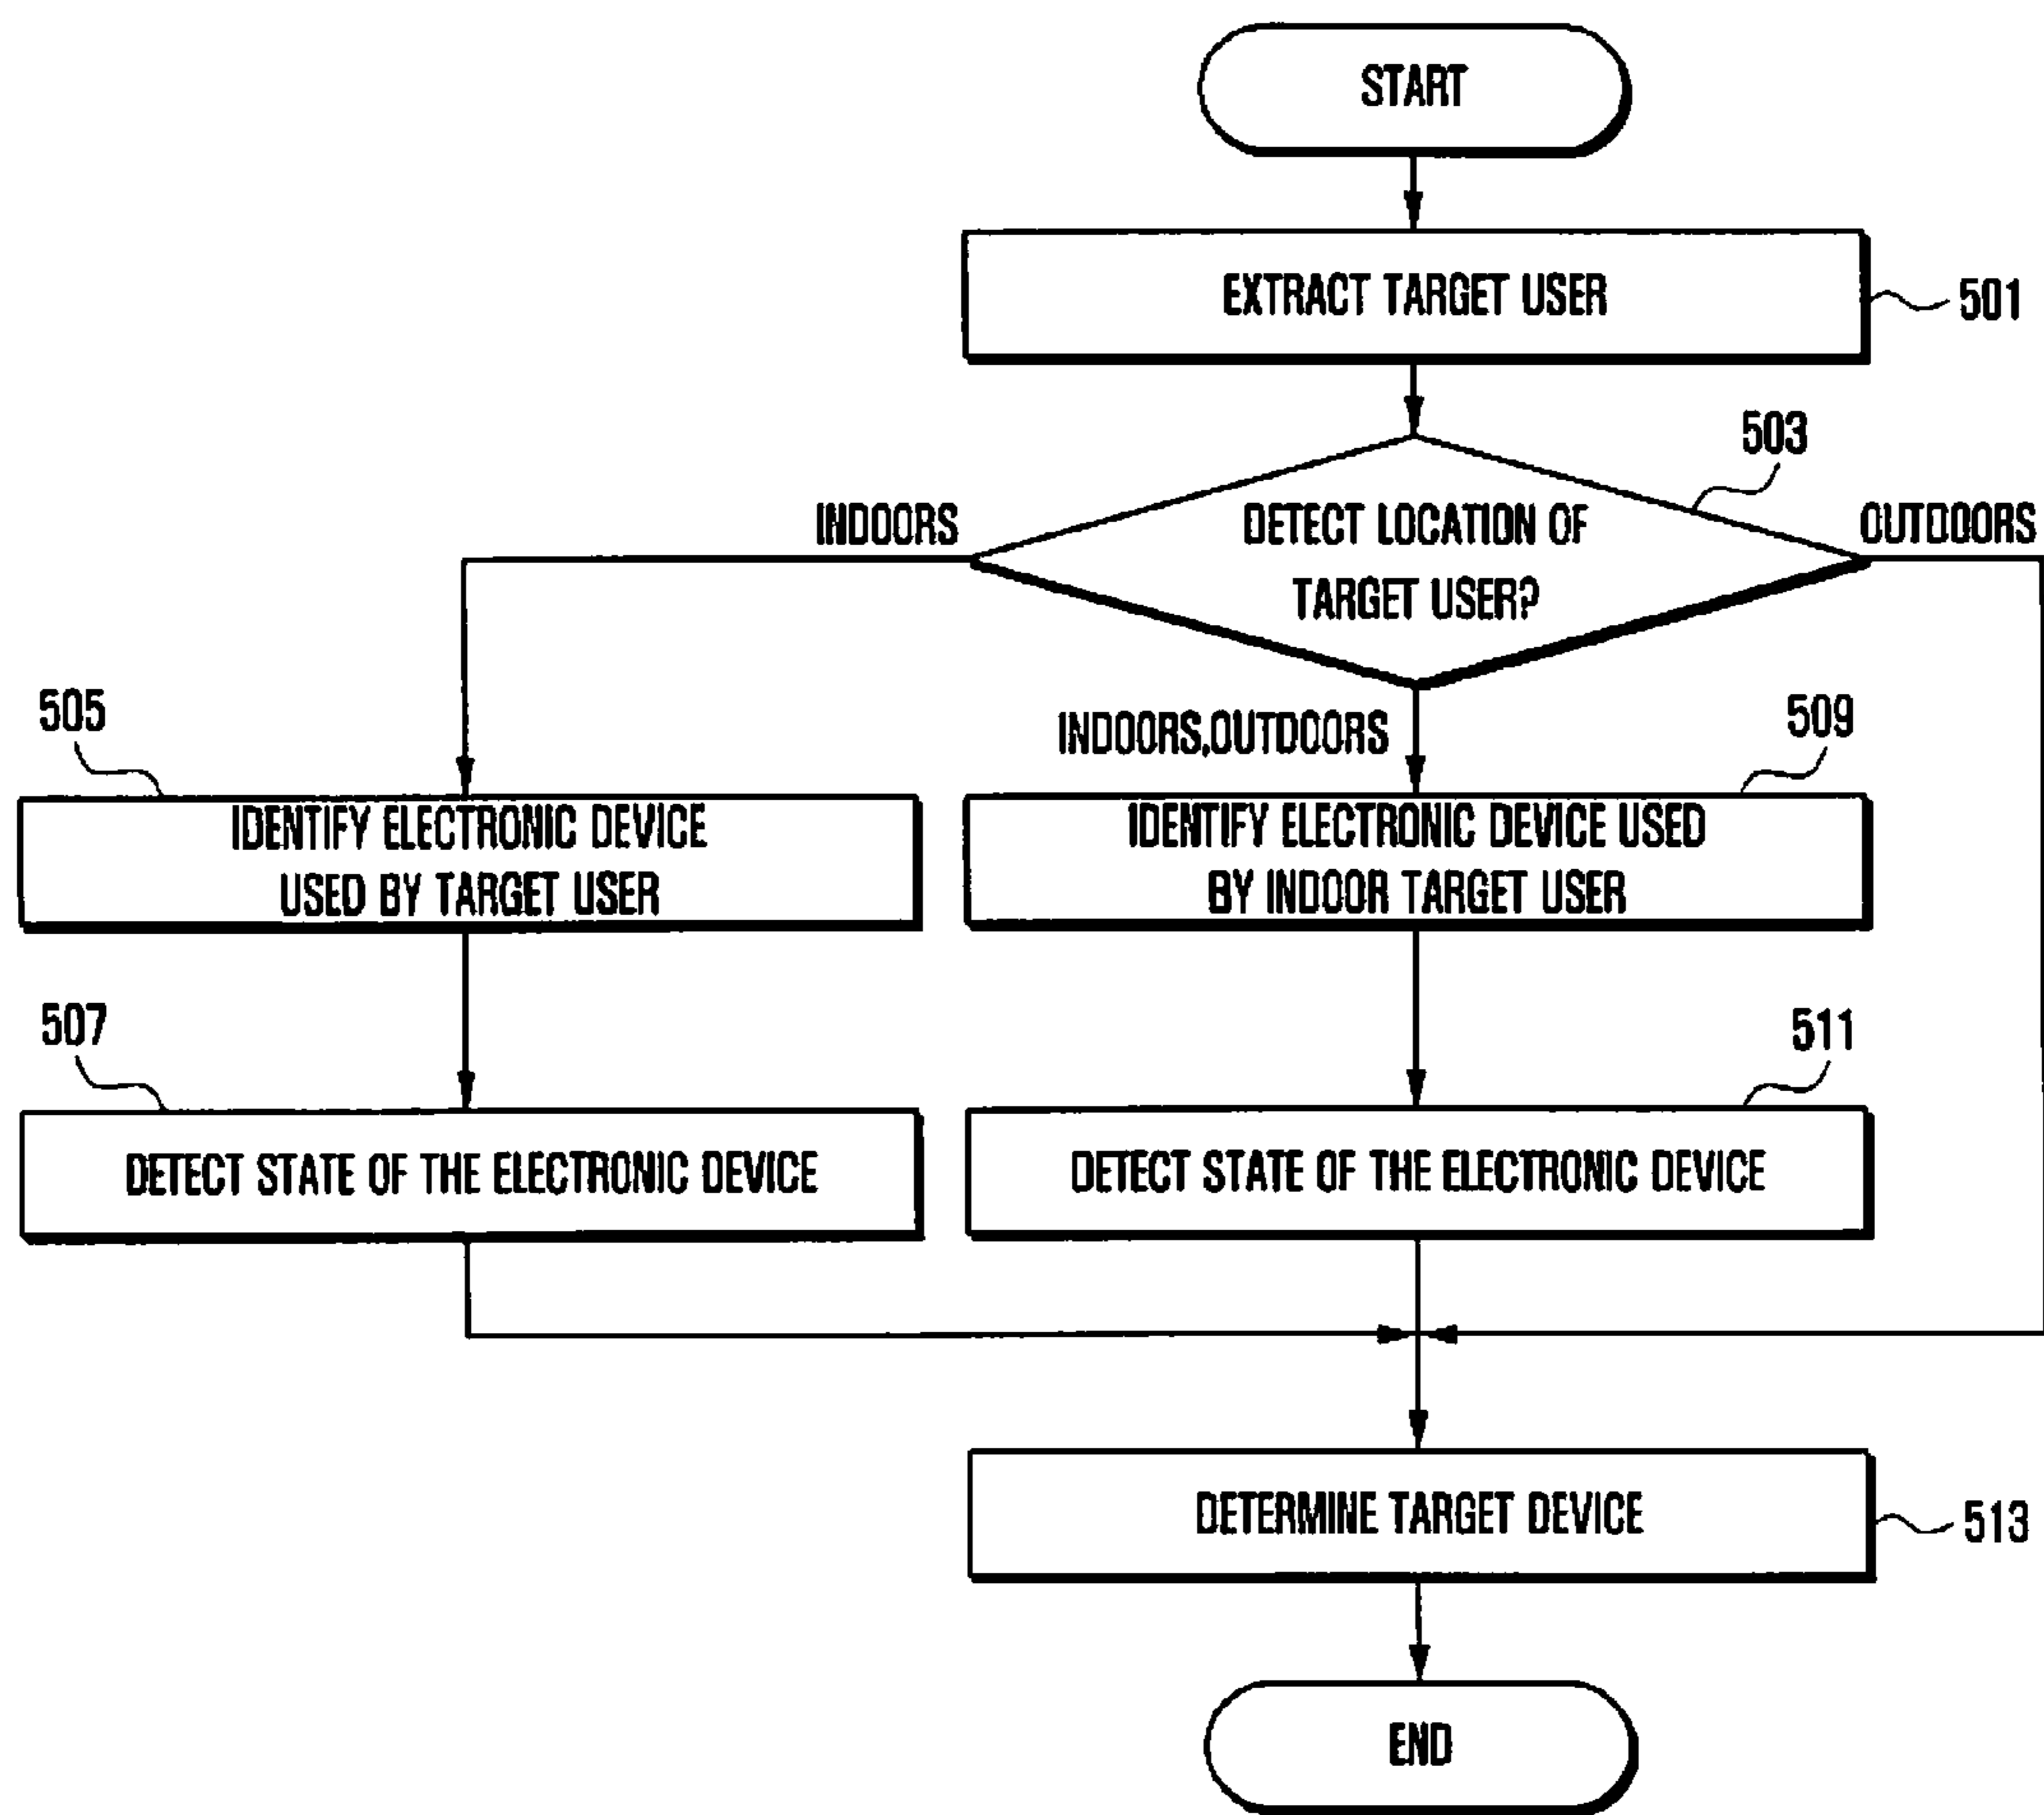 START
EXTRACT TARGET USER
501
503
INDOORS
DETECT LOCATION OF
TARGET USER?
OUTDOORS
505
INDOORS,OUTDOORS
509
IDENTIFY ELECTRONIC DEVICE
USED BY TARGET USER
IDENTIFY ELECTRONIC DEVICE USED
BY INDOOR TARGET USER
507
511
DETECT STATE OF THE ELECTRONIC DEVICE
DETECT STATE OF THE ELECTRONIC DEVICE
DETERMINE TARGET DEVICE
513
END